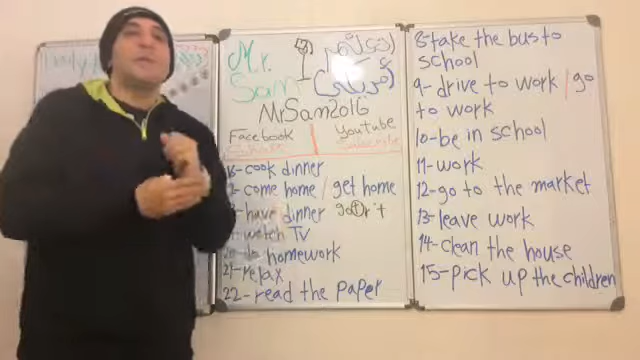 Mr.
Sam
MrSam2016
Facebook
YouTube
Subscribe
cook dinner
come home / get home
have dinner
watch TV
do homework
21- relax
22- read the paper
8- take the bus to
school
9- drive to work / go
to work
10- be in school
11- work
12- go to the market
13- leave work
14- clean the house
15- pick up the children